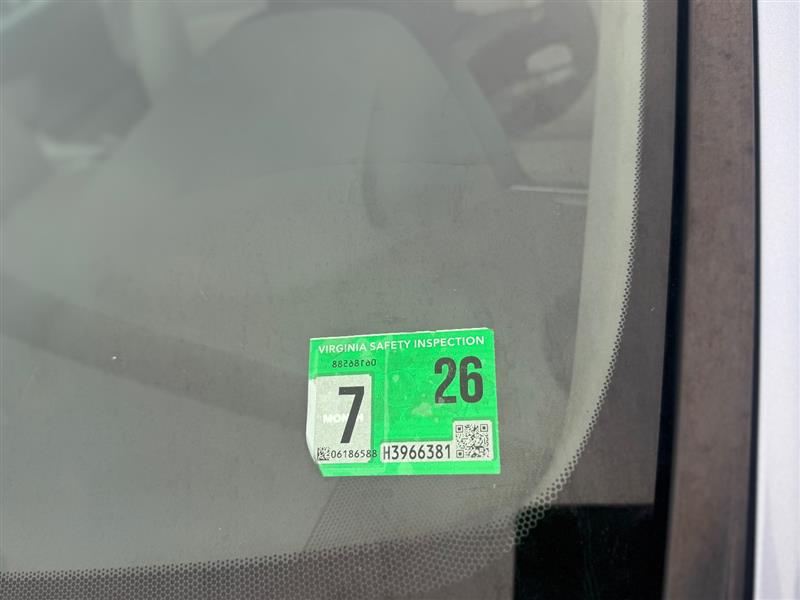 VIRGINIA SAFETY INSPECTION
06186588
7
26
06186588
H3966381